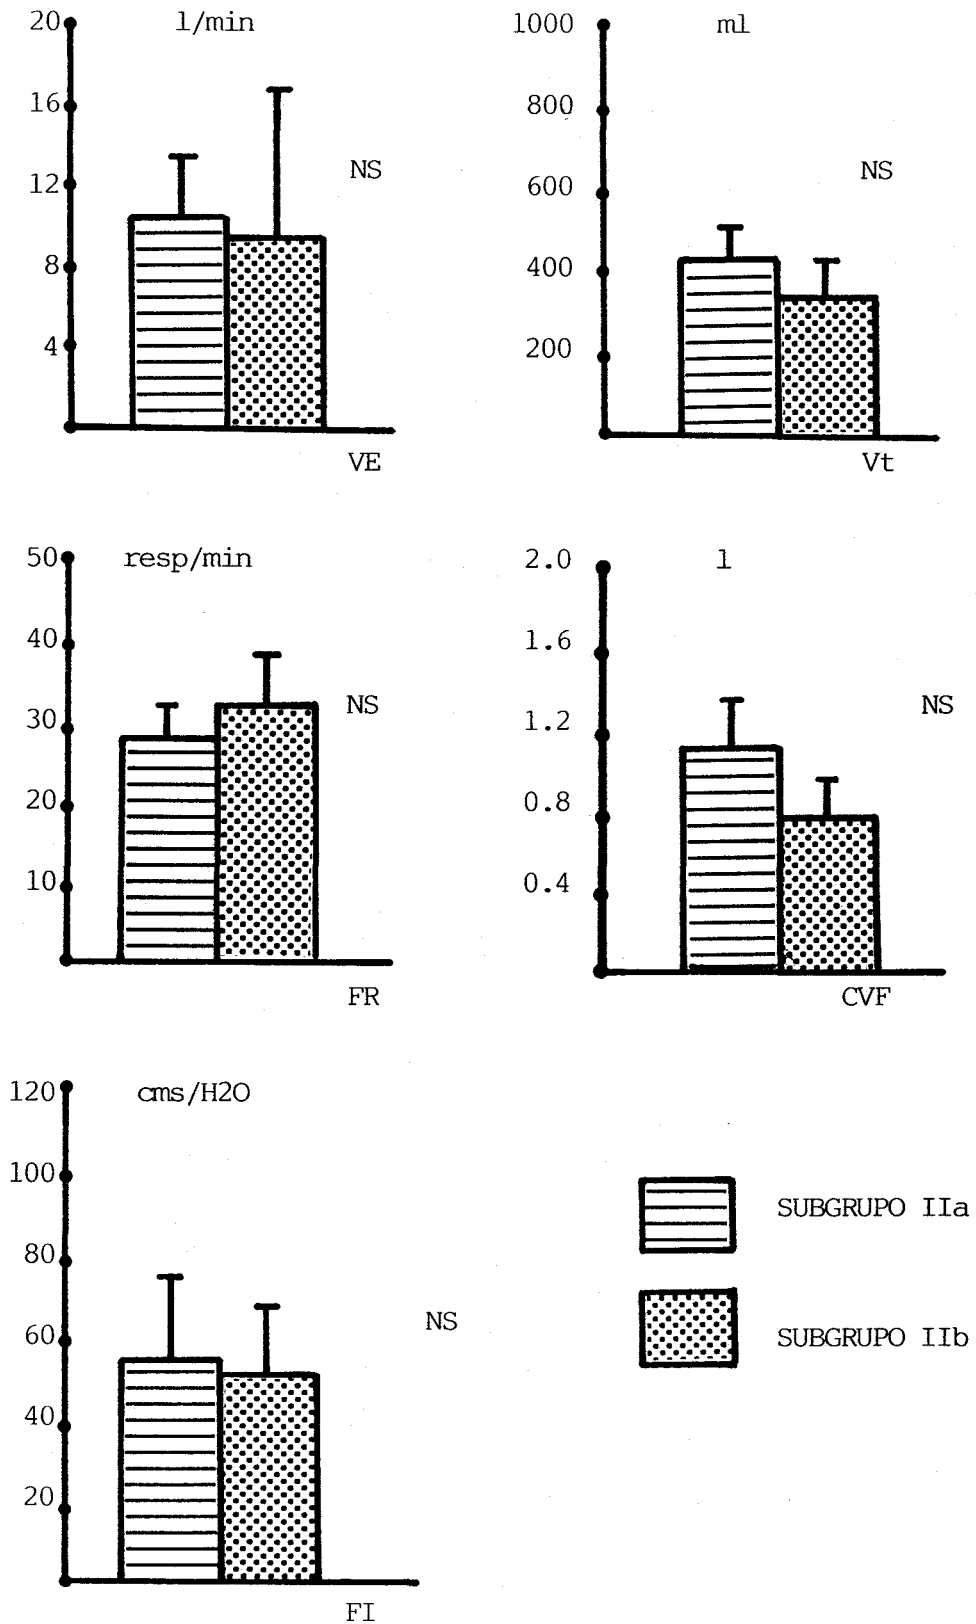 20
l/min
16
12
NS
8
4
VE
1000
ml
800
600
NS
400
200
Vt
50
resp/min
40
30
NS
20
10
FR
2.0
l
1.6
1.2
NS
0.8
0.4
CVF
120
cms/H2O
100
80
60
NS
40
20
FI
SUBGRUPO IIa
SUBGRUPO IIb